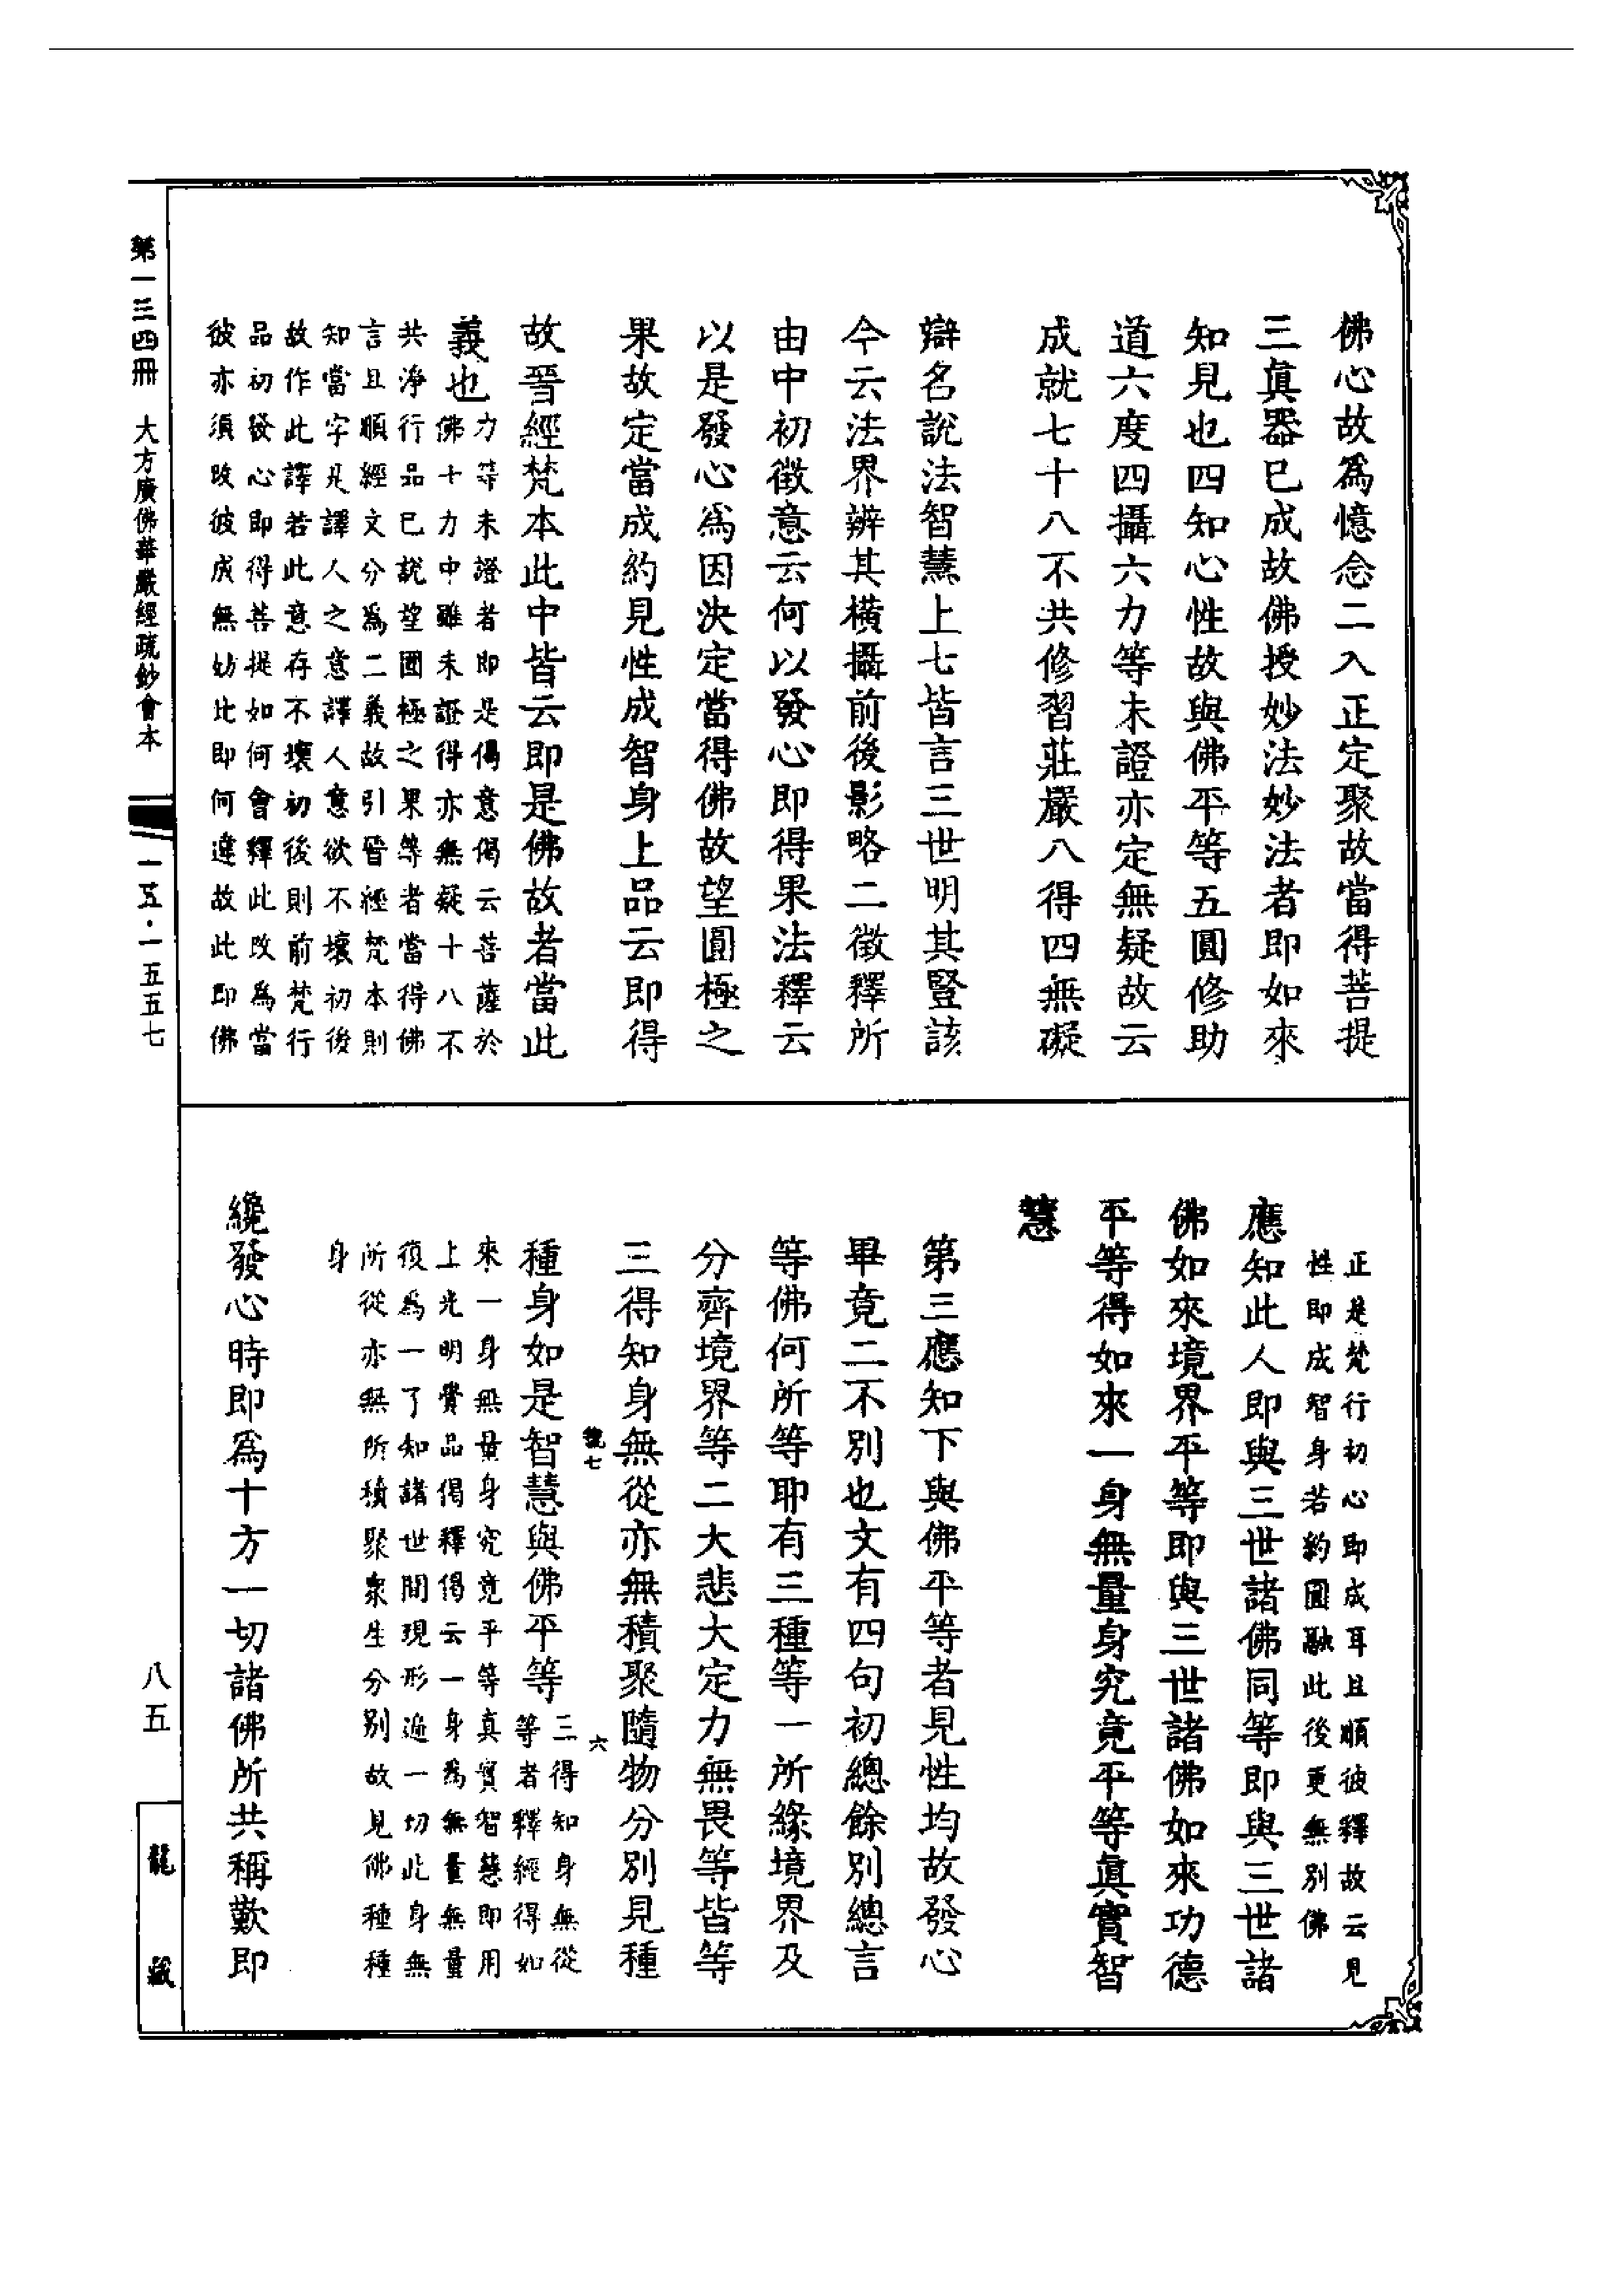 佛心故爲憶念二入正定聚故當得菩提
三真器已成故佛授妙法妙法者即如來
知見也四知心性故與佛平等五圓修助
道六度四攝六力等未證亦定無疑故云
成就七十八不共修習莊嚴八得四無礙
辯名說法智慧上七皆言三世明其豎該
今云法界辨其橫攝前後影略二徵釋所
由中初徵意云何以發心即得果法釋云
以是發心爲因決定當得佛故望圓極之
果故定當成約見性成智身上品云即得
故晉經梵本此中皆云即是佛故者當此
義也
力等未證者即是偈意偈云菩薩於
佛十力中雖未証得亦無疑十八不
共淨行品已說望圓極之果等者當得佛
言且順經文分爲二義故引晉經梵本則
知當字是譯人之意譯人意欲不壞初後
故作此譯若此意存不壞初後則前梵行
品初發心即得菩提如何會釋此改爲當
彼亦須改彼成無妨此即何違故此即佛
正是梵行初心即成耳且順彼釋故云見
性即成智身若約圓融此後更無別佛
應知此人即與三世諸佛同等即與三世諸
佛如來境界平等即與三世諸佛如來功德
平等得如來一身無量身究竟平等真實智
慧
第三應知下與佛平等者見性均故發心
畢竟二不別也文有四句初總餘別總言
等佛何所等耶有三種等一所緣境界及
分齊境界等二大悲大定力無畏等皆等
三得知身無從亦無積聚隨物分別見種
號七
六
種身如是智慧與佛平等
三得知身無從
等者釋經得如
來一身無量身究竟平等真實智慧即用
上光明覺品偈釋偈云一身爲無量無量
復爲一了知諸世間現形遍一切此身無
所從亦無所積聚衆生分別故見佛種種
身
纔發心時即爲十方一切諸佛所共稱歎即
第一三四冊　大方廣佛華嚴經疏鈔會本
一五·一五五七
八五
龍藏